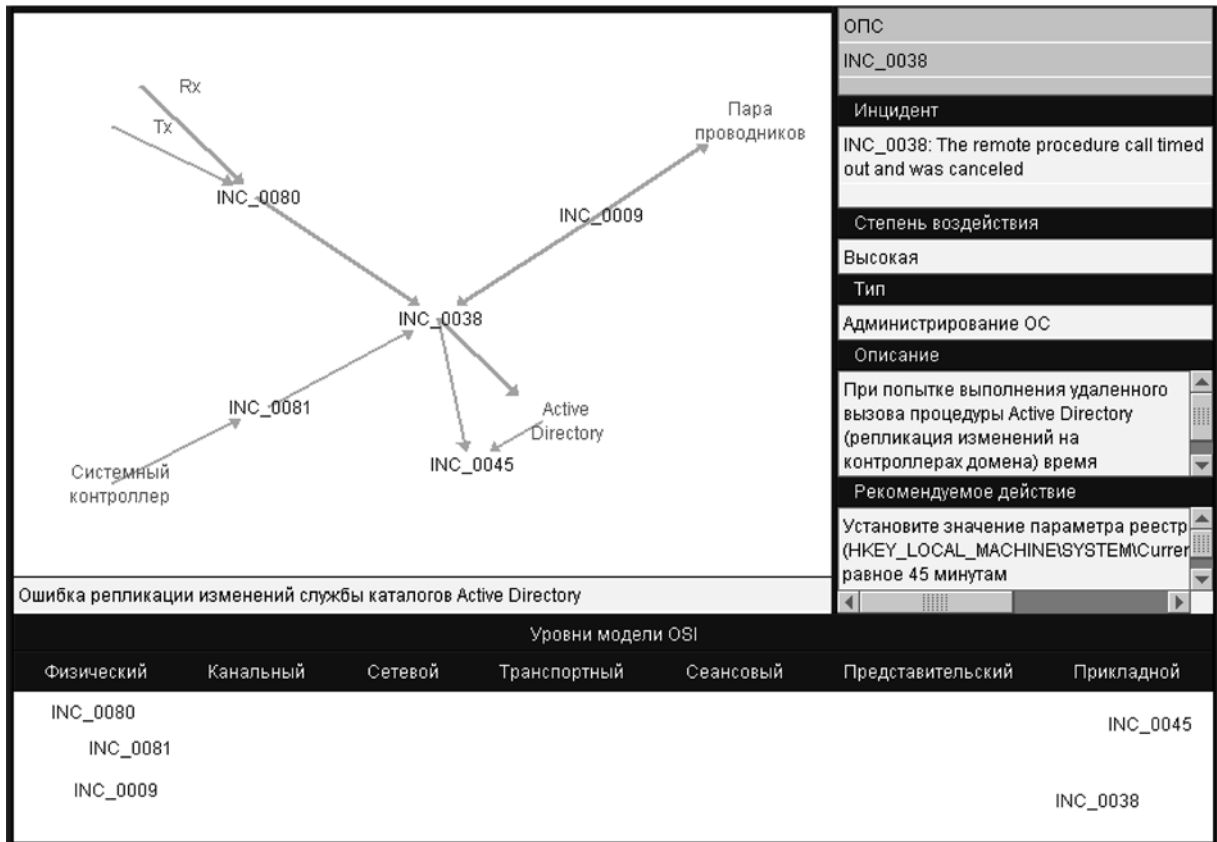 Rx
Tx
INC_0080
Пара
проводников
INC_0009
INC_0038
INC_0081
Active
Directory
INC_0045
Системный
контроллер
Ошибка репликации изменений службы каталогов Active Directory
ОПС
INC_0038
Инцидент
INC_0038: The remote procedure call timed
out and was canceled
Степень воздействия
Высокая
Тип
Администрирование ОС
Описание
При попытке выполнения удаленного
вызова процедуры Active Directory
(репликация изменений на
контроллерах домена) время
Рекомендуемое действие
Установите значение параметра реестр
(HKEY_LOCAL_MACHINE\SYSTEM\Currer
равное 45 минутам
Уровни модели OSI
Физический Канальный Сетевой Транспортный Сеансовый Представительский Прикладной
INC_0080
INC_0045
INC_0081
INC_0009
INC_0038